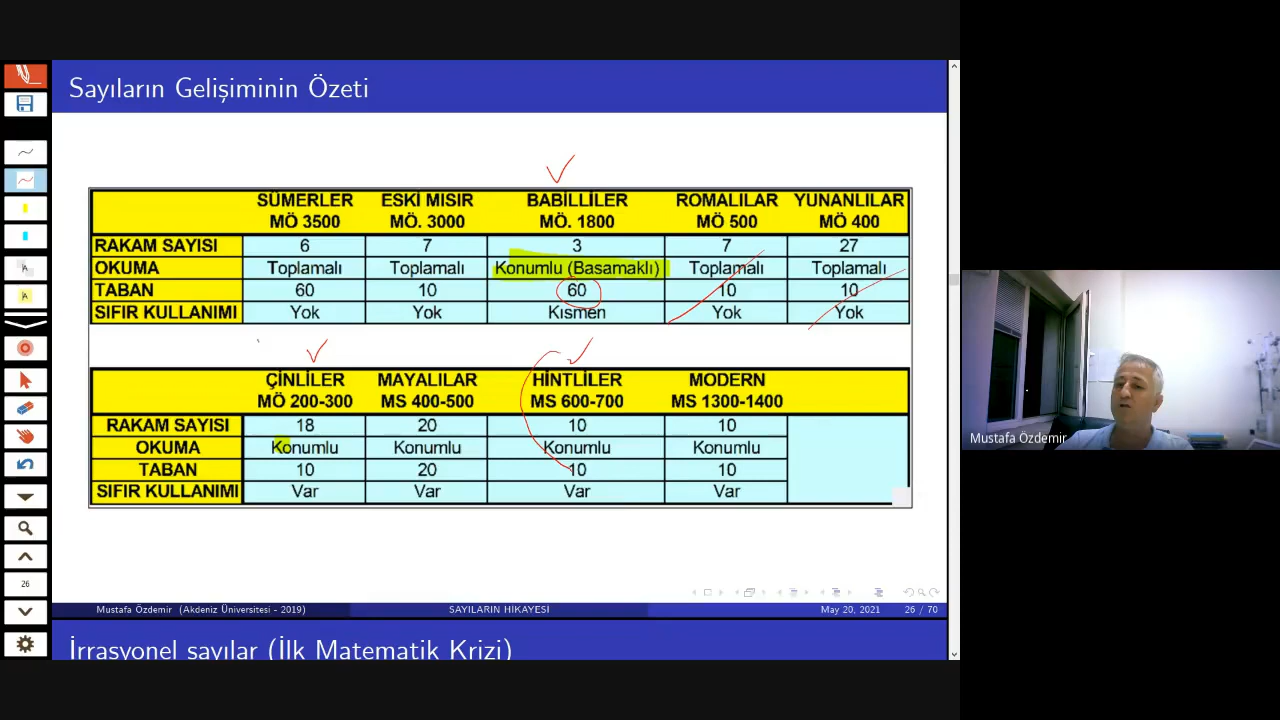 Sayıların Gelişiminin Özeti
SÜMERLER ESKİ MISIR BABİLLİLER ROMALILAR YUNANLILAR
MÖ 3500 MÖ. 3000 MÖ. 1800 MÖ 500 MÖ 400
RAKAM SAYISI 6 7 3 7 27
OKUMA Toplamalı Toplamalı Konumlu (Basamaklı) Toplamalı Toplamalı
TABAN 60 10 60 10 10
SIFIR KULLANIMI Yok Yok Kısmen Yok Yok
ÇİNLİLER MAYALILAR HİNTLİLER MODERN
MÖ 200-300 MS 400-500 MS 600-700 MS 1300-1400
RAKAM SAYISI 18 20 10 10
OKUMA Konumlu Konumlu Konumlu Konumlu
TABAN 10 20 10 10
SIFIR KULLANIMI Var Var Var Var
Mustafa Özdemir
26
Mustafa Özdemir (Akdeniz Üniversitesi - 2019) SAYILARIN HİKAYESİ May 20, 2021 26 / 70
İrrasyonel sayılar (İlk Matematik Krizi)